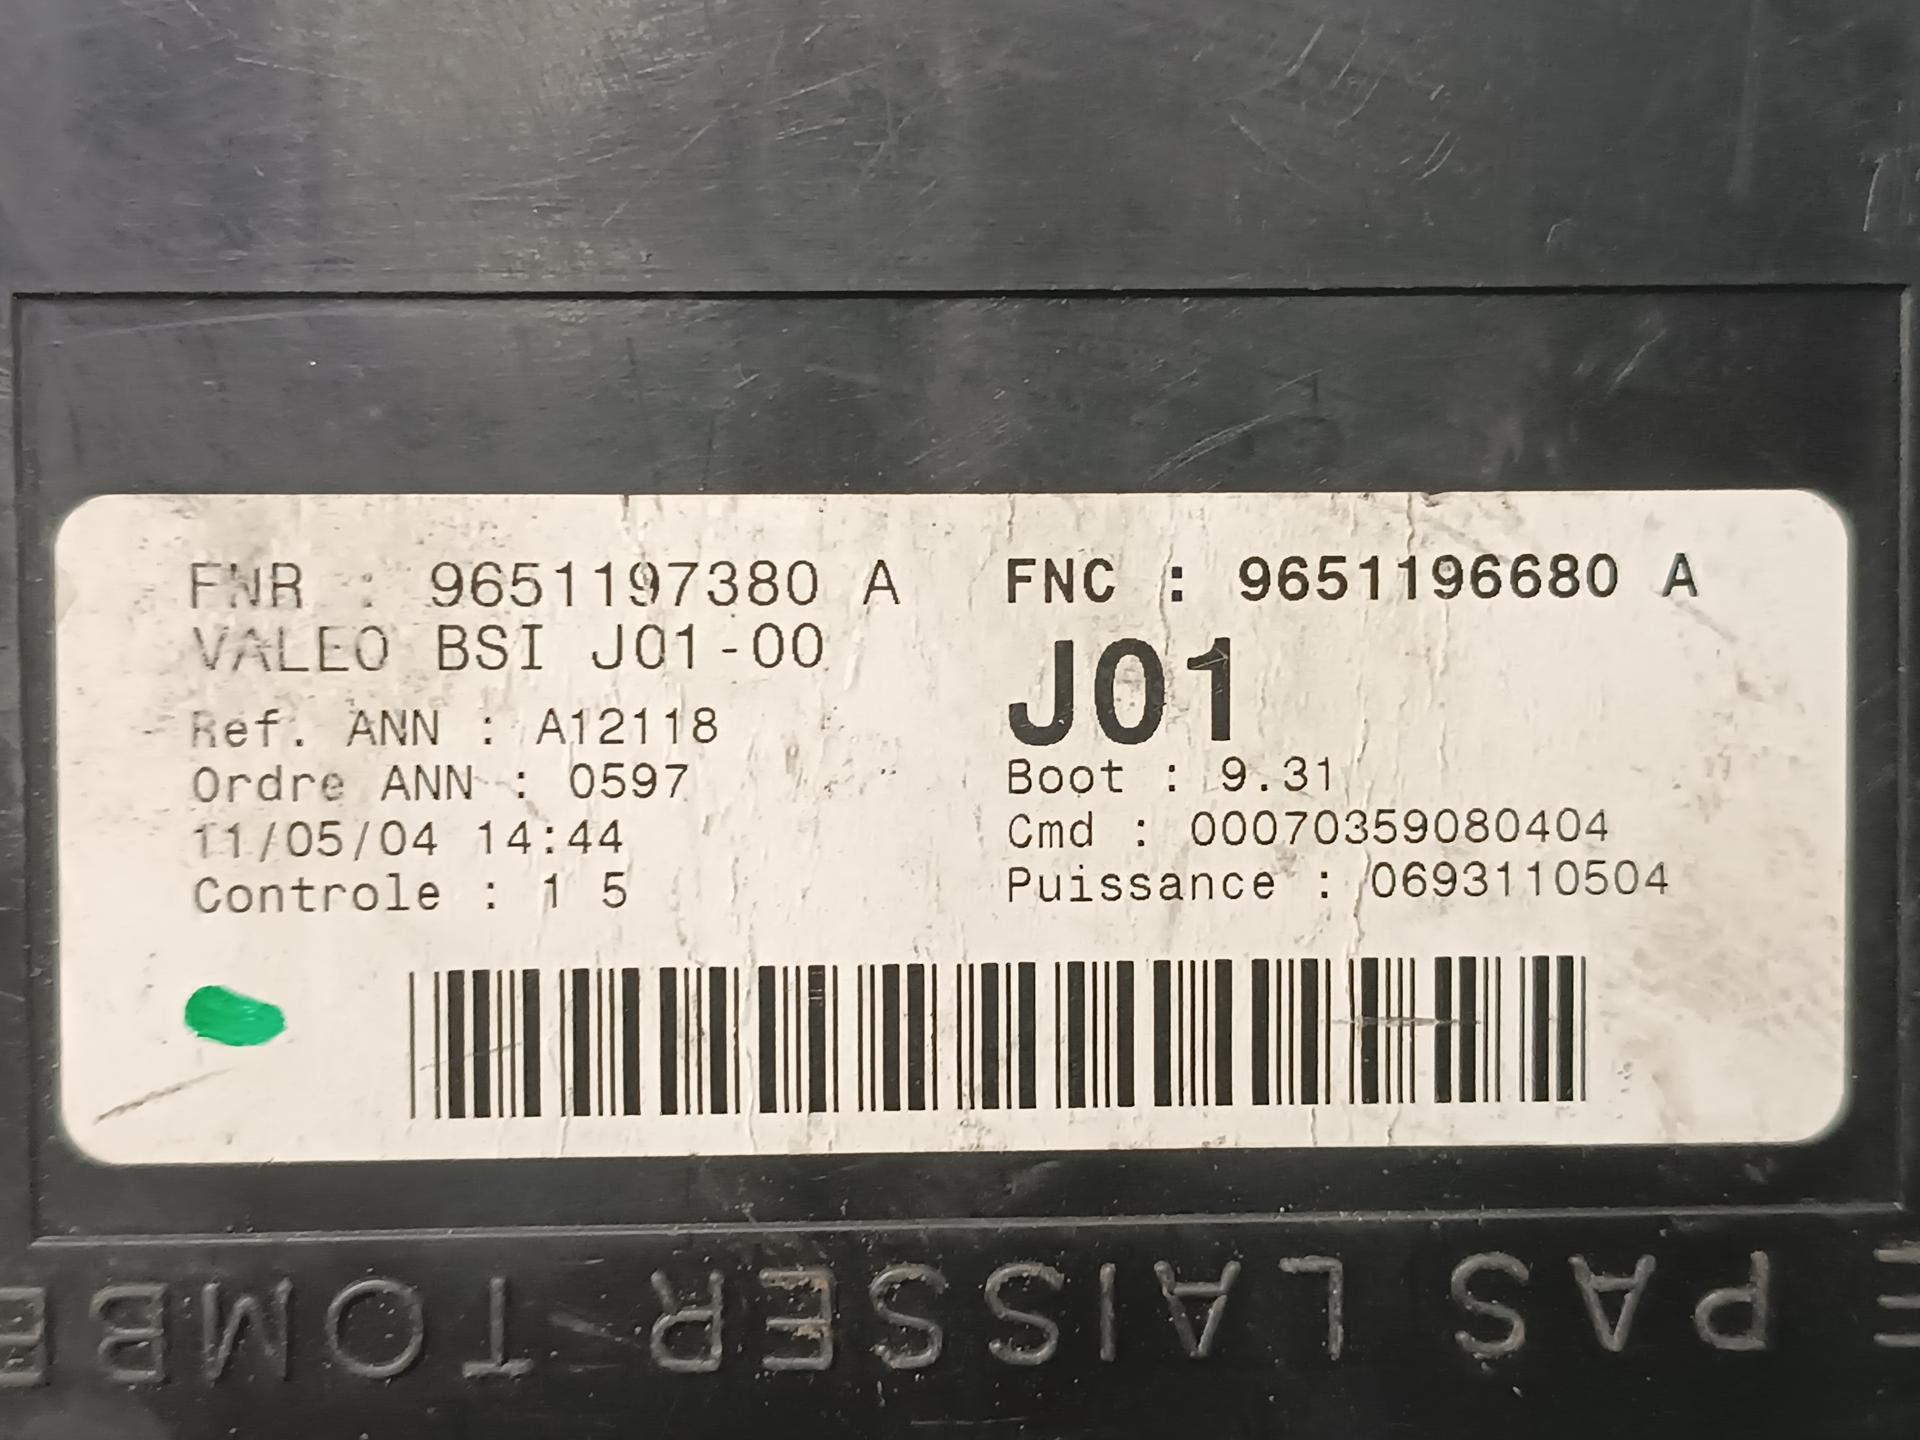 FNR : 9651197380 A
VALEO BSI J01-00
Ref. ANN : A12118
Ordre ANN : 0597
11/05/04 14:44
Controle : 1 5
FNC : 9651196680 A
J01
Boot : 9.31
Cmd : 00070359080404
Puissance : 0693110504
E PAS LAISSER TOMBE